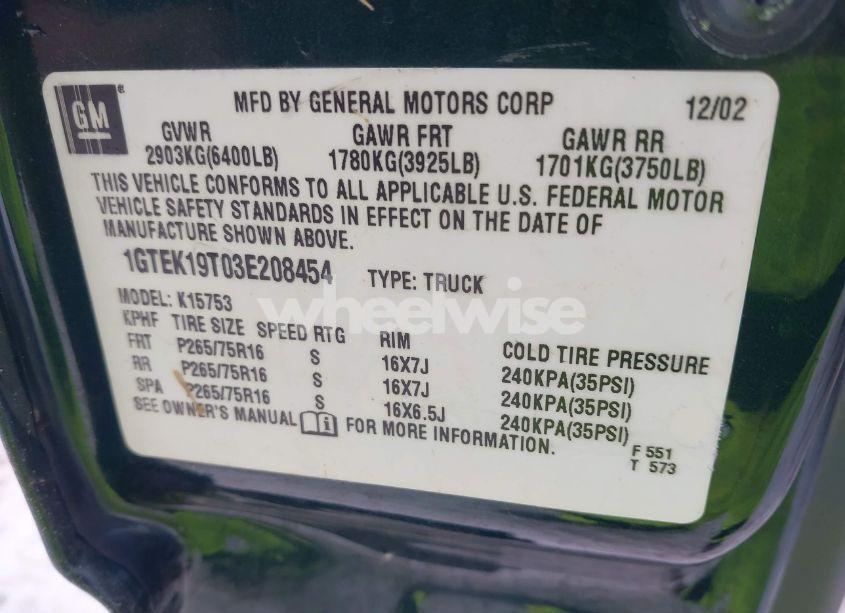 GM
MFD BY GENERAL MOTORS CORP 12/02
GVWR GAWR FRT GAWR RR
2903KG(6400LB) 1780KG(3925LB) 1701KG(3750LB)
THIS VEHICLE CONFORMS TO ALL APPLICABLE U.S. FEDERAL MOTOR
VEHICLE SAFETY STANDARDS IN EFFECT ON THE DATE OF
MANUFACTURE SHOWN ABOVE.
1GTEK19T03E208454 TYPE: TRUCK
MODEL: K15753
wheelwise
KPHF TIRE SIZE SPEED RTG RIM COLD TIRE PRESSURE
FRT P265/75R16 S 16X7J 240KPA(35PSI)
RR P265/75R16 S 16X7J 240KPA(35PSI)
SPA P265/75R16 S 16X6.5J 240KPA(35PSI)
SEE OWNER'S MANUAL FOR MORE INFORMATION.
F 551
T 573